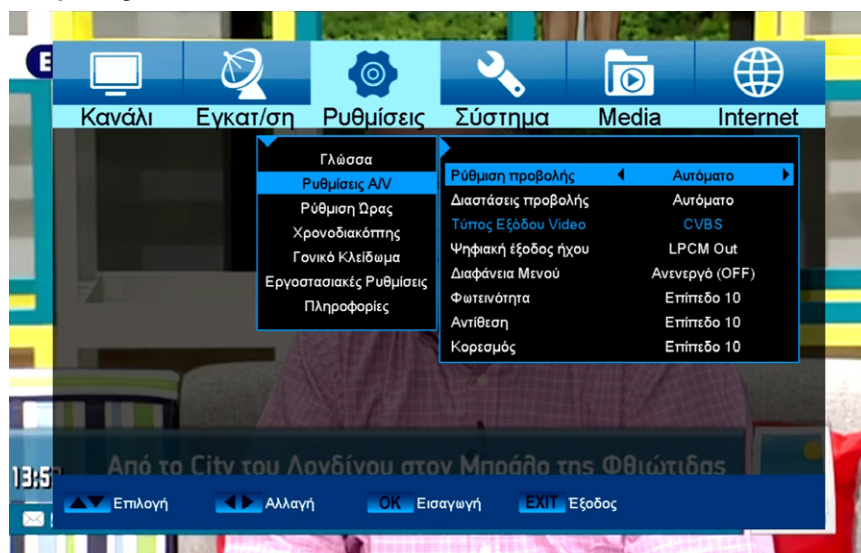 E
Κανάλι Εγκατ/ση Ρυθμίσεις Σύστημα Media Internet
Γλώσσα
Ρυθμίσεις A/V
Ρύθμιση Ώρας
Χρονοδιακόπτης
Γονικό Κλείδωμα
Εργοστασιακές Ρυθμίσεις
Πληροφορίες
Ρύθμιση προβολής Αυτόματο
Διαστάσεις προβολής Αυτόματο
Τύπος Εξόδου Video CVBS
Ψηφιακή έξοδος ήχου LPCM Out
Διαφάνεια Μενού Ανενεργό (OFF)
Φωτεινότητα Επίπεδο 10
Αντίθεση Επίπεδο 10
Κορεσμός Επίπεδο 10
Από το City του Λονδίνου στον Μπράλο της Φθιώτιδας
13:5
Επιλογή Αλλαγή OK Εισαγωγή EXIT Έξοδος